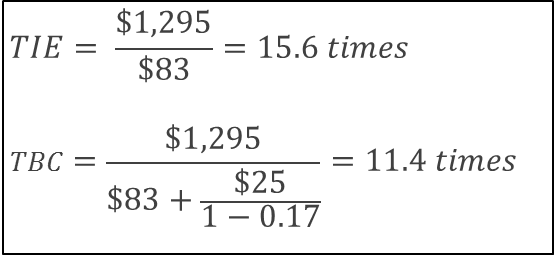 TIE = $1,295 / $83 = 15.6 times
TBC = $1,295 / ($83 + $25 / (1 − 0.17)) = 11.4 times